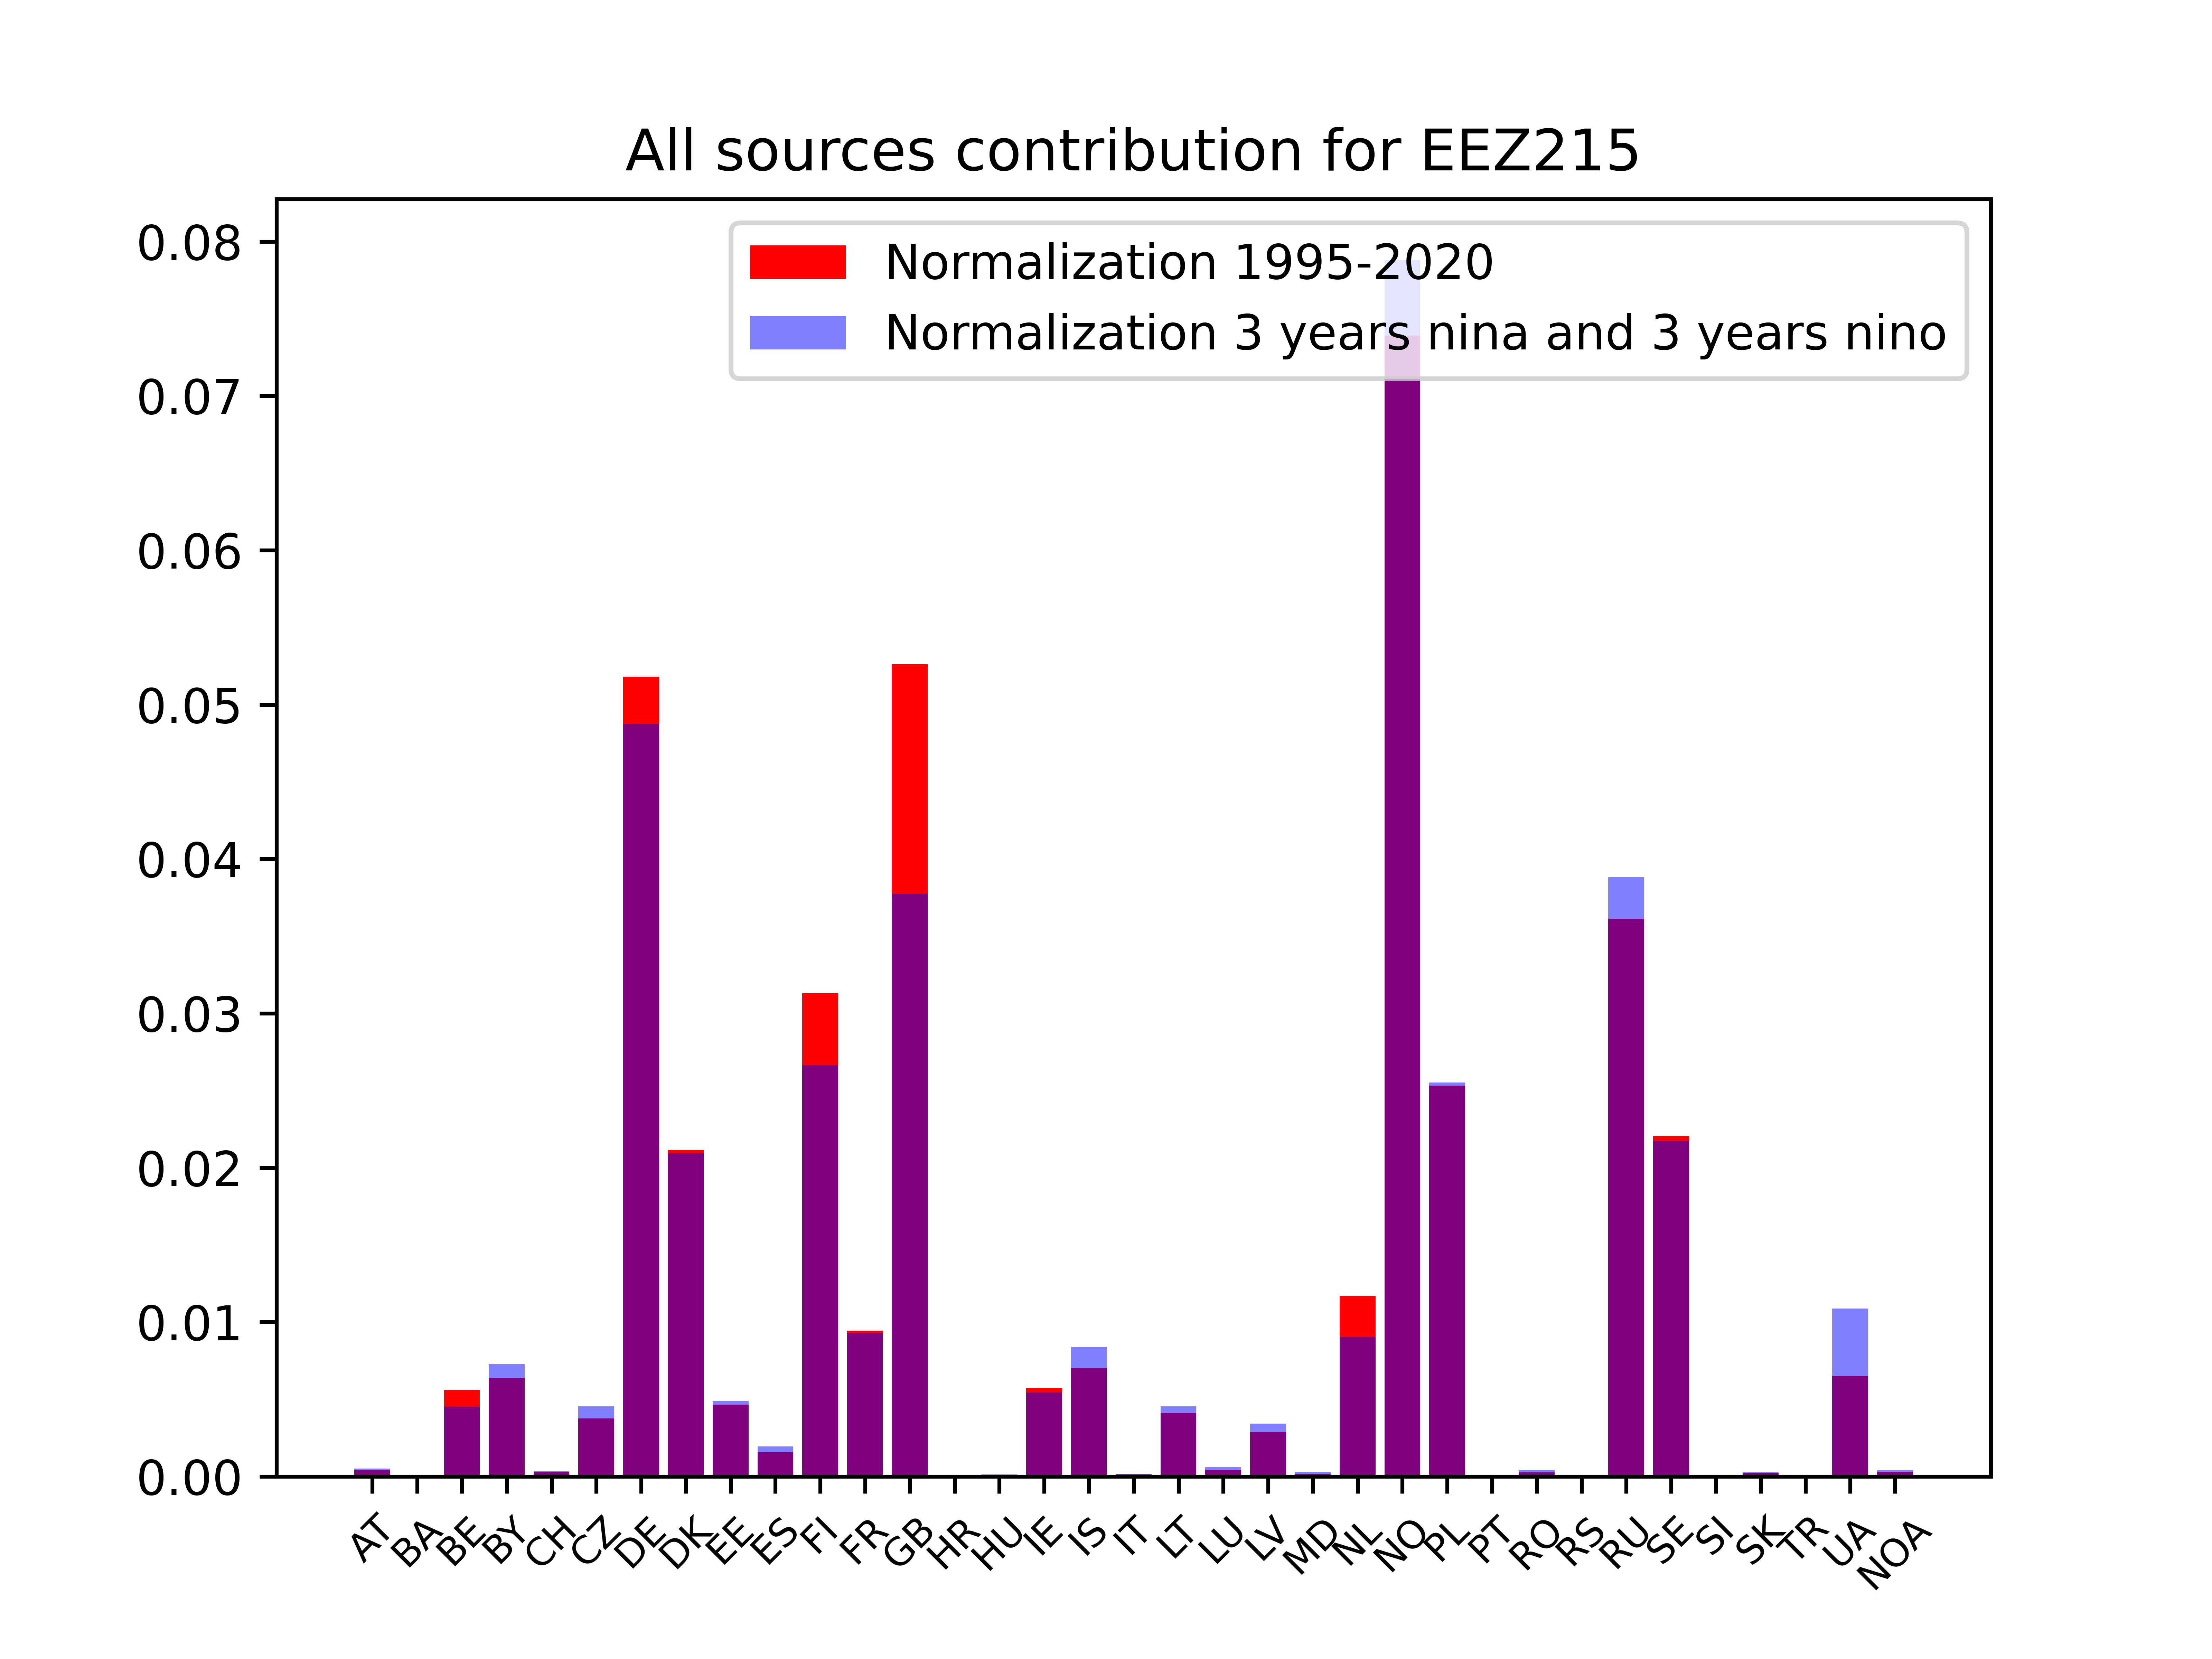 All sources contribution for EEZ215
Normalization 1995-2020
Normalization 3 years nina and 3 years nino
0.08
0.07
0.06
0.05
0.04
0.03
0.02
0.01
0.00
AT BA BE BY CH CZ DE DK EE ES FI FR GB HR HU IE IS IT LT LU LV MD NL NO PL PT RO RS RU SE SI SK TR UA NOA